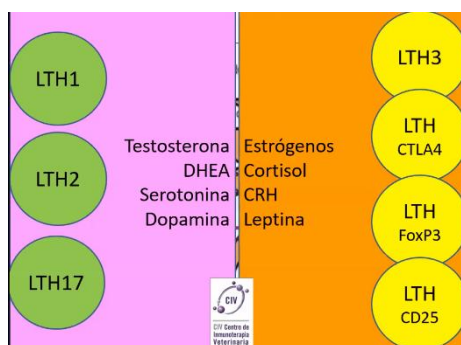 LTH1
LTH2
LTH17
Testosterona
DHEA
Serotonina
Dopamina
Estrógenos
Cortisol
CRH
Leptina
LTH3
LTH
CTLA4
LTH
FoxP3
LTH
CD25
CIV
CIV Centro de
Inmunoterapia
Veterinaria